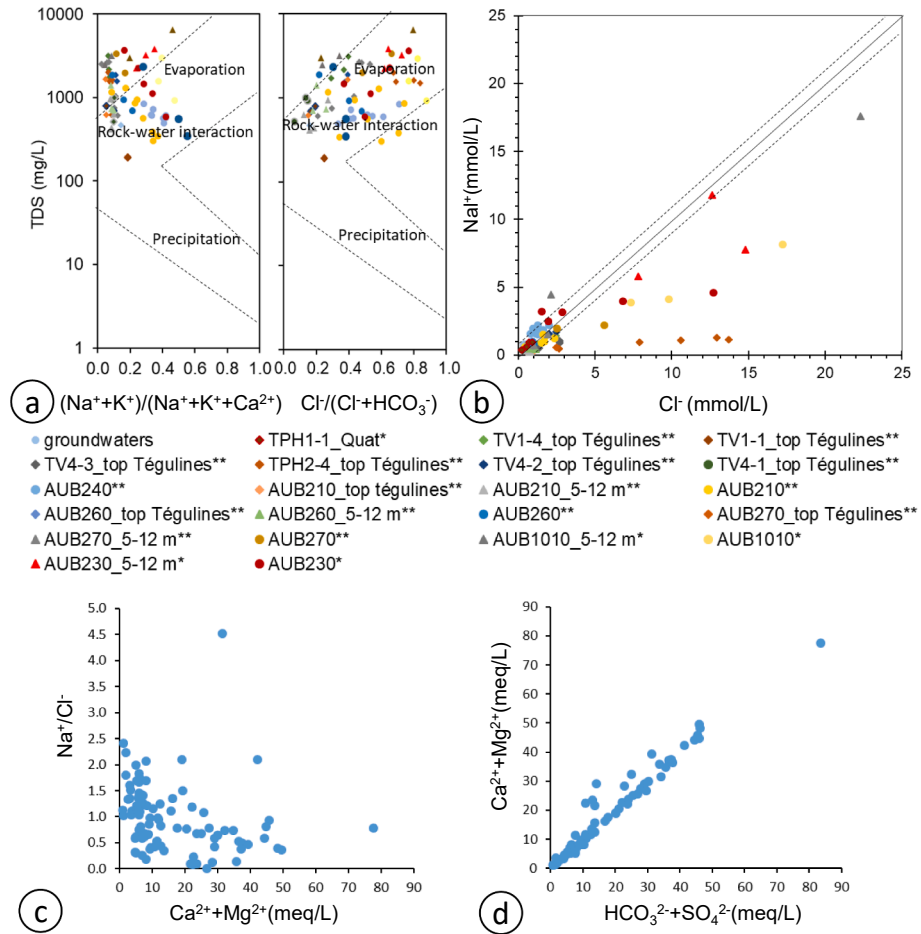 10000
1000
100
10
1
TDS (mg/L)
Evaporation
Rock-water interaction
Precipitation
0.0 0.2 0.4 0.6 0.8 1.0
(Na⁺+K⁺)/(Na⁺+K⁺+Ca²⁺)
Evaporation
Rock-water interaction
Precipitation
0.0 0.2 0.4 0.6 0.8 1.0
Cl⁻/(Cl⁻+HCO₃⁻)
a
25
20
15
10
5
0
NaI⁺(mmol/L)
0 5 10 15 20 25
Cl⁻ (mmol/L)
b
groundwaters TPH1-1_Quat* TV1-4_top Tégulines** TV1-1_top Tégulines**
TV4-3_top Tégulines** TPH2-4_top Tégulines** TV4-2_top Tégulines** TV4-1_top Tégulines**
AUB240** AUB210_top tégulines** AUB210_5-12 m** AUB210**
AUB260_top Tégulines** AUB260_5-12 m** AUB260** AUB270_top Tégulines**
AUB270_5-12 m** AUB270** AUB1010_5-12 m* AUB1010*
AUB230_5-12 m* AUB230*
5.0
4.5
4.0
3.5
3.0
2.5
2.0
1.5
1.0
0.5
0.0
Na⁺/Cl⁻
0 10 20 30 40 50 60 70 80 90
Ca²⁺+Mg²⁺(meq/L)
c
90
80
70
60
50
40
30
20
10
0
Ca²⁺+Mg²⁺(meq/L)
0 10 20 30 40 50 60 70 80 90
HCO₃²⁻+SO₄²⁻(meq/L)
d